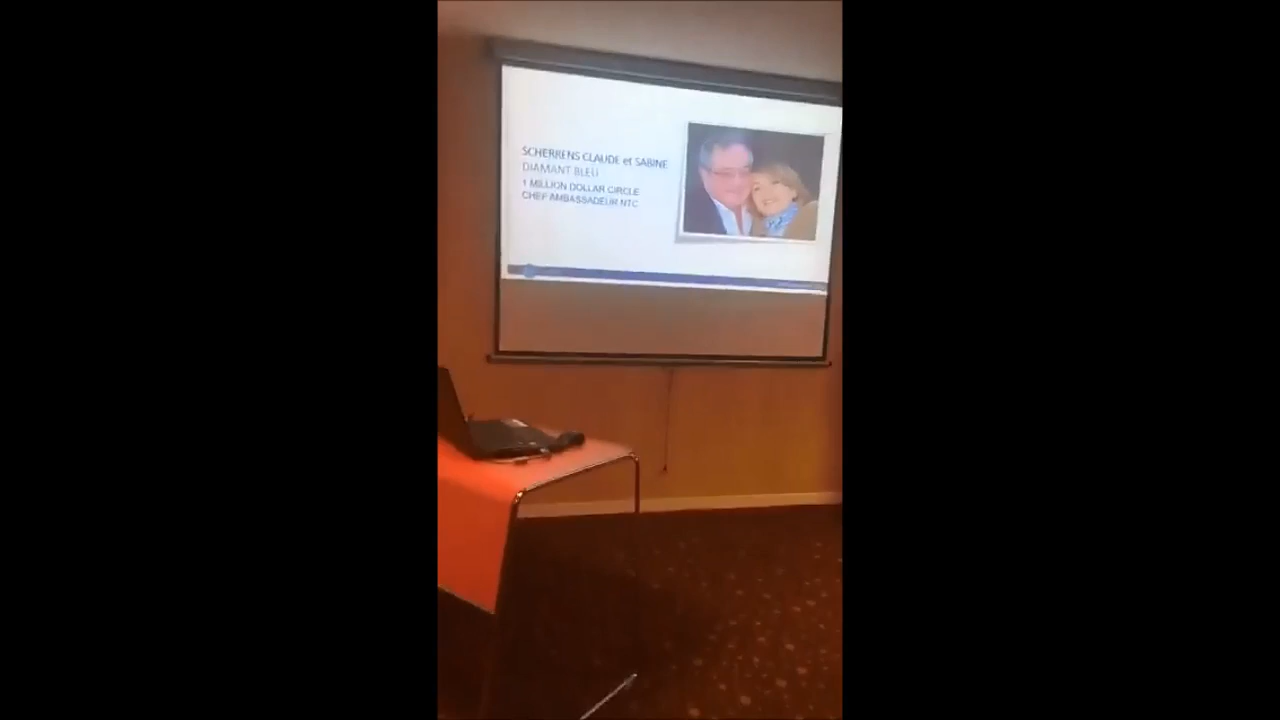 SCHERRENS CLAUDE et SABINE
DIAMANT BLEU
1 MILLION DOLLAR CIRCLE
CHEF AMBASSADEUR NTC